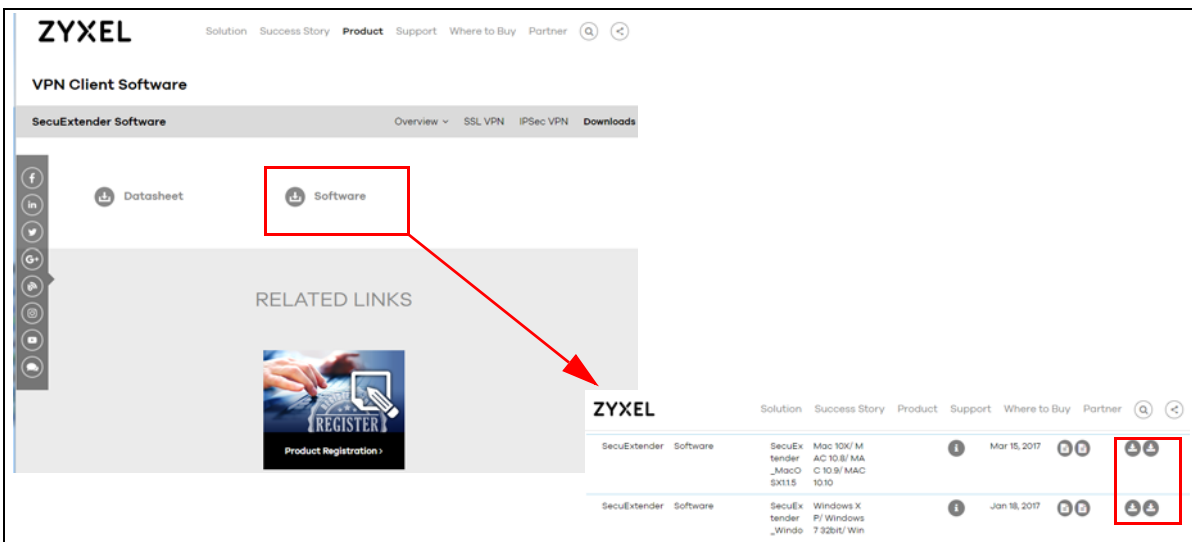 ZYXEL
Solution Success Story Product Support Where to Buy Partner
VPN Client Software
SecuExtender Software
Overview SSL VPN IPSec VPN Downloads
Datasheet
Software
RELATED LINKS
REGISTER
Product Registration >
ZYXEL
Solution Success Story Product Support Where to Buy Partner
SecuExtender Software SecuEx Mac 10X/ M Mar 15, 2017
tender AC 10.8/ MA
_MacO C 10.9/ MAC
SX1.1.5 10.10
SecuExtender Software SecuEx Windows X Jan 18, 2017
tender P/ Windows
_Windo 7 32bit/ Win